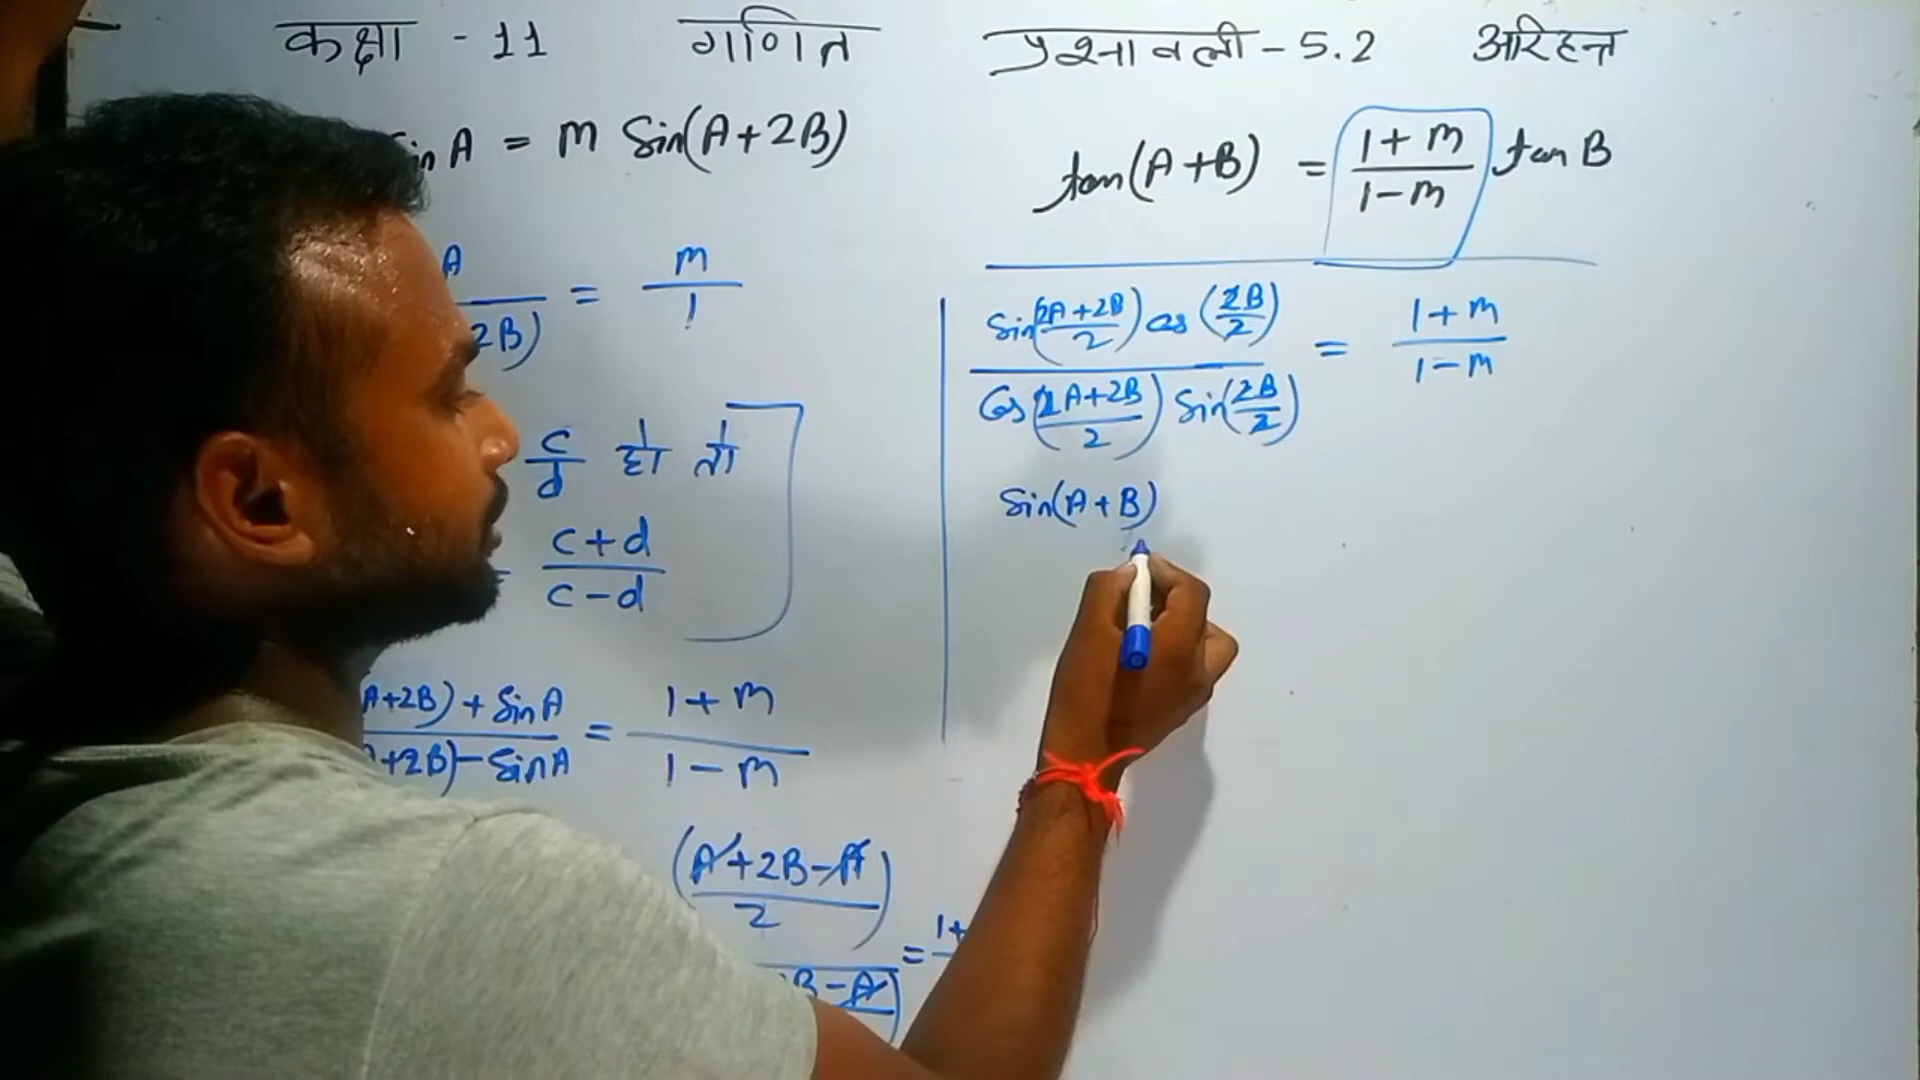 कक्षा - 11 गणित प्रश्नावली - 5.2 अरिहन्त
sin A = m Sin(A+2B)
tan(A+B) = 1+m / 1-m tan B
A / 2B) = m / 1
c / d हो तो
c+d / c-d
A+2B) + sin A / +2B) - sin A = 1+m / 1-m
(A+2B-A / 2)
B-A) = 1+
Sin(2A+2B / 2) cos(2B / 2) / Cos(2A+2B / 2) Sin(2B / 2) = 1+m / 1-m
Sin(A+B)